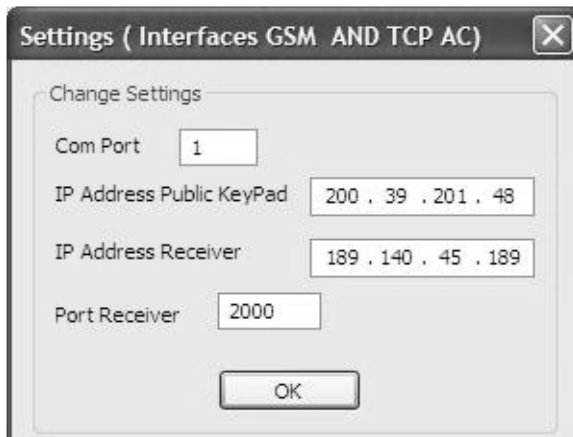 Settings ( Interfaces GSM AND TCP AC)
Change Settings
Com Port 1
IP Address Public KeyPad 200 . 39 . 201 . 48
IP Address Receiver 189 . 140 . 45 . 189
Port Receiver 2000
OK